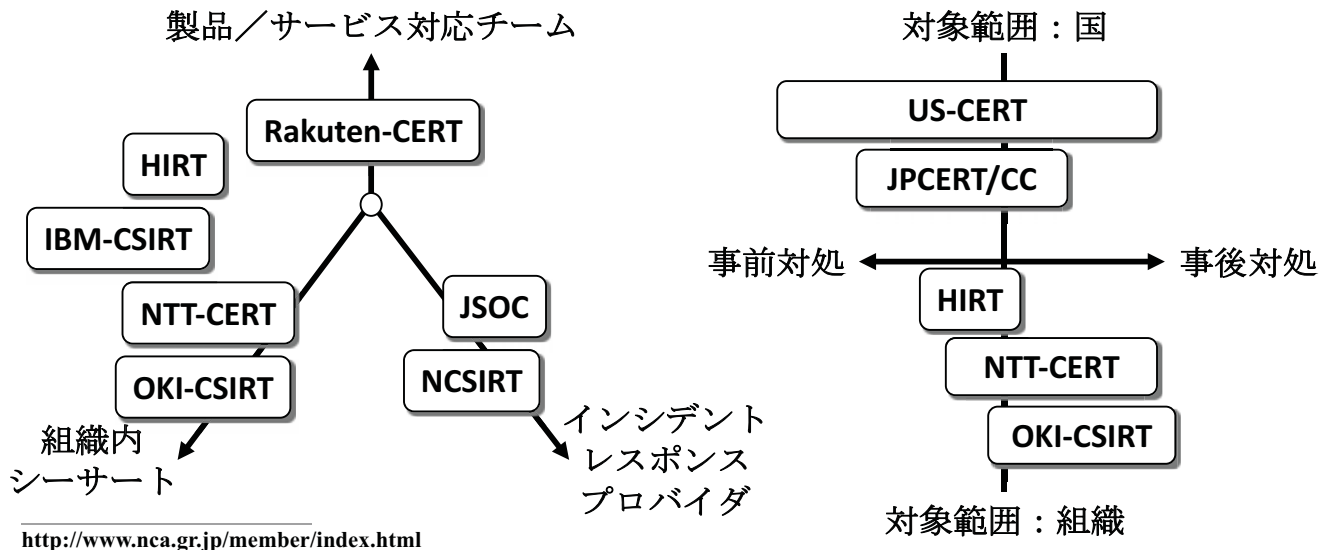 製品／サービス対応チーム
Rakuten-CERT
HIRT
IBM-CSIRT
NTT-CERT
JSOC
OKI-CSIRT
NCSIRT
組織内
シーサート
インシデント
レスポンス
プロバイダ
http://www.nca.gr.jp/member/index.html
対象範囲：国
US-CERT
JPCERT/CC
事前対処
事後対処
HIRT
NTT-CERT
OKI-CSIRT
対象範囲：組織